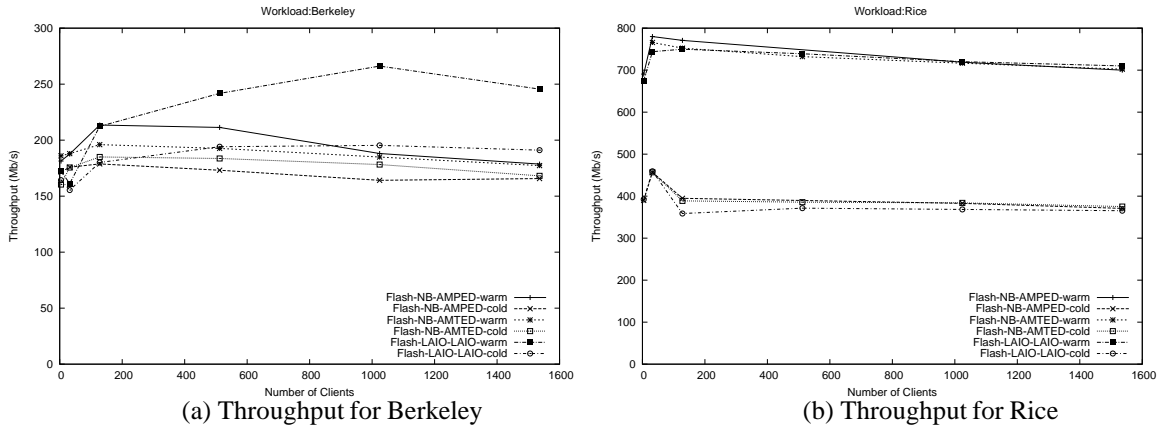 Workload:Berkeley
300
250
200
150
100
50
0
Throughput (Mb/s)
Flash-NB-AMPED-warm
Flash-NB-AMPED-cold
Flash-NB-AMTED-warm
Flash-NB-AMTED-cold
Flash-LAIO-LAIO-warm
Flash-LAIO-LAIO-cold
0 200 400 600 800 1000 1200 1400 1600
Number of Clients
(a) Throughput for Berkeley
Workload:Rice
800
700
600
500
400
300
200
100
0
Throughput (Mb/s)
Flash-NB-AMPED-warm
Flash-NB-AMPED-cold
Flash-NB-AMTED-warm
Flash-NB-AMTED-cold
Flash-LAIO-LAIO-warm
Flash-LAIO-LAIO-cold
0 200 400 600 800 1000 1200 1400 1600
Number of Clients
(b) Throughput for Rice